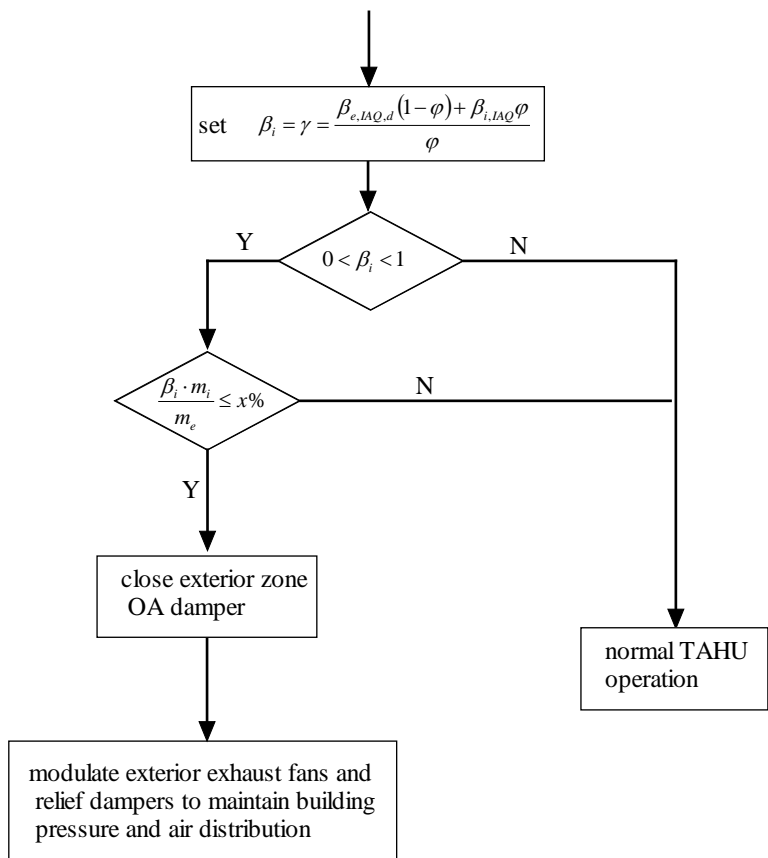 set β_i = γ = (β_{e,IAQ,d}(1−φ) + β_{i,IAQ}φ) / φ
Y
N
0 < β_i < 1
(β_i · m_i) / m_e ≤ x%
N
Y
close exterior zone
OA damper
normal TAHU
operation
modulate exterior exhaust fans and
relief dampers to maintain building
pressure and air distribution